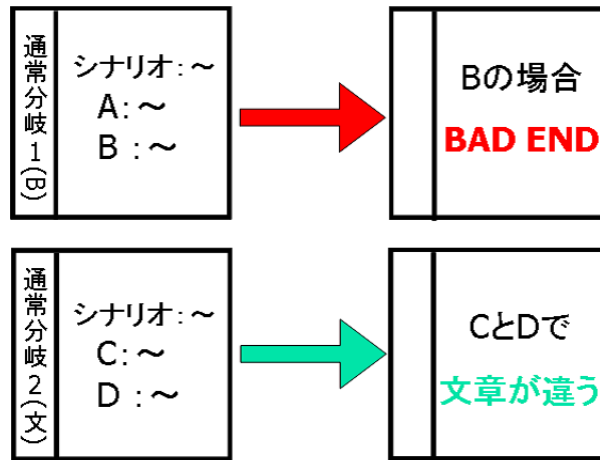 通常分岐1(B)
シナリオ:～
A:～
B:～
Bの場合
BAD END
通常分岐2(文)
シナリオ:～
C:～
D:～
CとDで
文章が違う